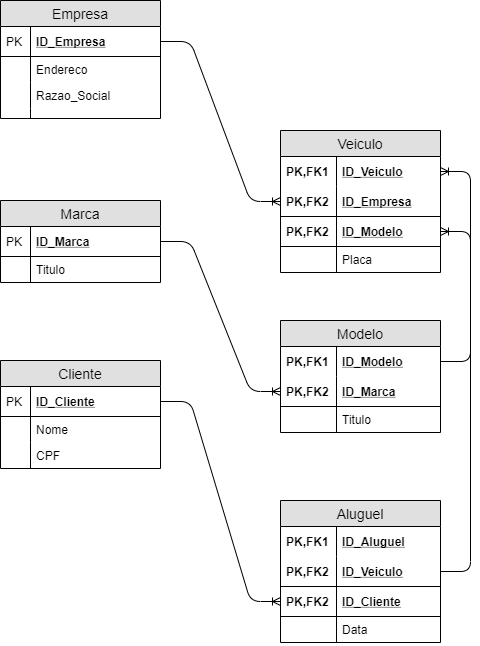 Empresa
PK ID_Empresa
Endereco
Razao_Social
Veiculo
PK,FK1 ID_Veiculo
PK,FK2 ID_Empresa
PK,FK2 ID_Modelo
Placa
Marca
PK ID_Marca
Titulo
Modelo
PK,FK1 ID_Modelo
PK,FK2 ID_Marca
Titulo
Cliente
PK ID_Cliente
Nome
CPF
Aluguel
PK,FK1 ID_Aluguel
PK,FK2 ID_Veiculo
PK,FK2 ID_Cliente
Data